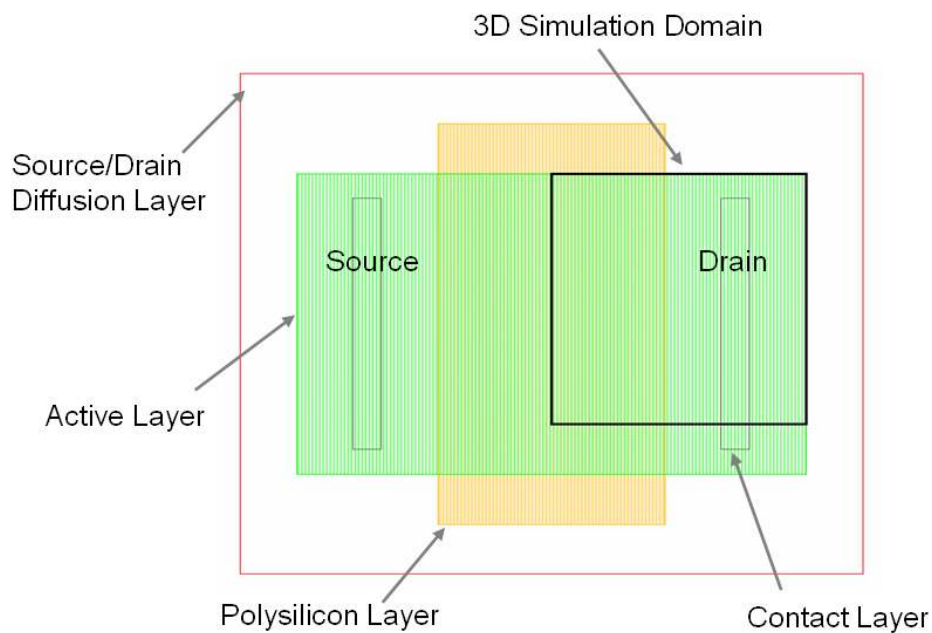 3D Simulation Domain
Source/Drain
Diffusion Layer
Source
Drain
Active Layer
Polysilicon Layer
Contact Layer